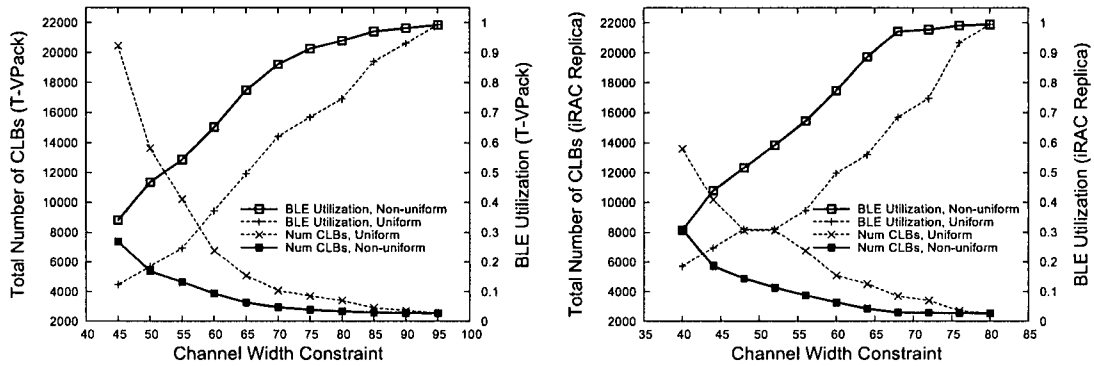 22000
20000
18000
16000
14000
12000
10000
8000
6000
4000
2000
Total Number of CLBs (T-VPack)
1
0.9
0.8
0.7
0.6
0.5
0.4
0.3
0.2
0.1
0
BLE Utilization (T-VPack)
BLE Utilization, Non-uniform
BLE Utilization, Uniform
Num CLBs, Uniform
Num CLBs, Non-uniform
40 45 50 55 60 65 70 75 80 85 90 95 100
Channel Width Constraint
22000
20000
18000
16000
14000
12000
10000
8000
6000
4000
2000
Total Number of CLBs (iRAC Replica)
1
0.9
0.8
0.7
0.6
0.5
0.4
0.3
0.2
0.1
0
BLE Utilization (iRAC Replica)
BLE Utilization, Non-uniform
BLE Utilization, Uniform
Num CLBs, Uniform
Num CLBs, Non-uniform
35 40 45 50 55 60 65 70 75 80 85
Channel Width Constraint